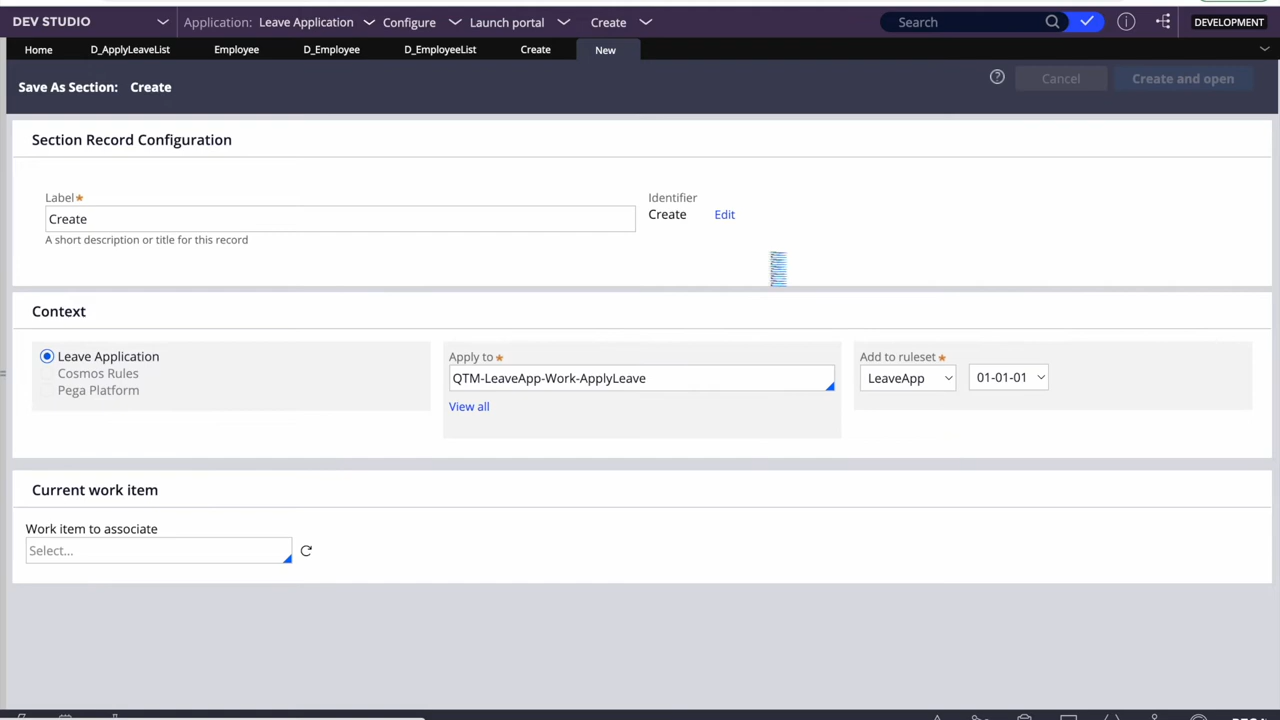 DEV STUDIO Application: Leave Application Configure Launch portal Create Search DEVELOPMENT
Home D_ApplyLeaveList Employee D_Employee D_EmployeeList Create New
Save As Section: Create Cancel Create and open
Section Record Configuration
Label★ Identifier
Create Create Edit
A short description or title for this record
Context
Leave Application Apply to ★ Add to ruleset ★
Cosmos Rules QTM-LeaveApp-Work-ApplyLeave LeaveApp 01-01-01
Pega Platform View all
Current work item
Work item to associate
Select...